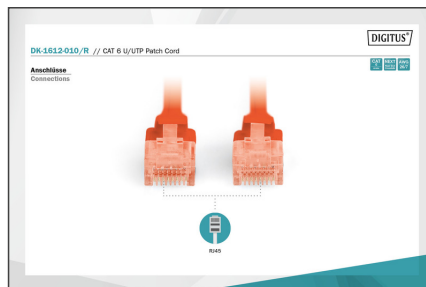 DIGITUS®
DK-1612-010/R // CAT 6 U/UTP Patch Cord
Anschlüsse
Connections
RJ45